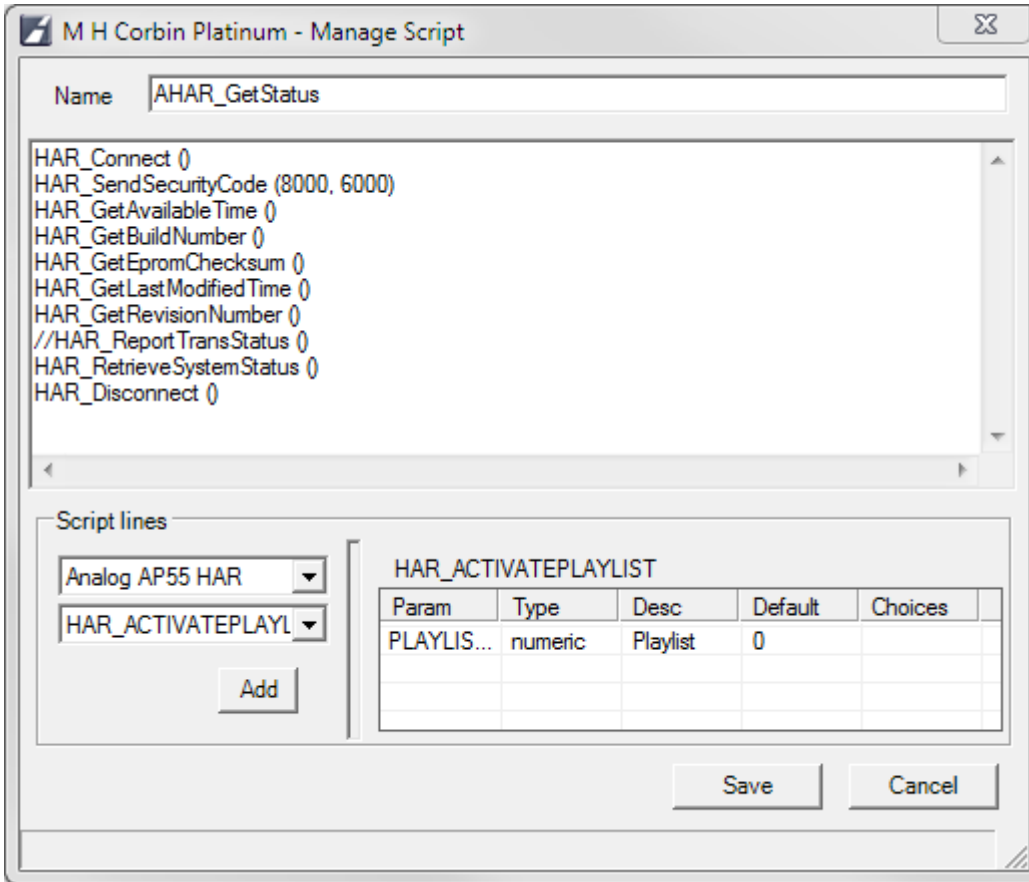 M H Corbin Platinum - Manage Script
Name AHAR_GetStatus
HAR_Connect ()
HAR_SendSecurityCode (8000, 6000)
HAR_GetAvailableTime ()
HAR_GetBuildNumber ()
HAR_GetEpromChecksum ()
HAR_GetLastModifiedTime ()
HAR_GetRevisionNumber ()
//HAR_ReportTransStatus ()
HAR_RetrieveSystemStatus ()
HAR_Disconnect ()
Script lines
Analog AP55 HAR
HAR_ACTIVATEPLAYL
Add
HAR_ACTIVATEPLAYLIST
Param Type Desc Default Choices
PLAYLIS... numeric Playlist 0
Save Cancel